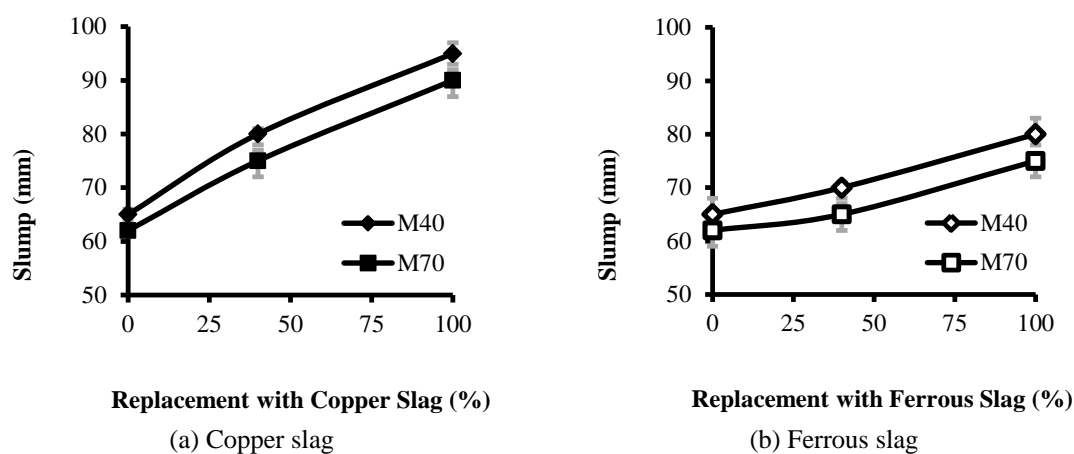 100
90
80
70
60
50
Slump (mm)
M40
M70
0 25 50 75 100
Replacement with Copper Slag (%)
(a) Copper slag
100
90
80
70
60
50
Slump (mm)
M40
M70
0 25 50 75 100
Replacement with Ferrous Slag (%)
(b) Ferrous slag